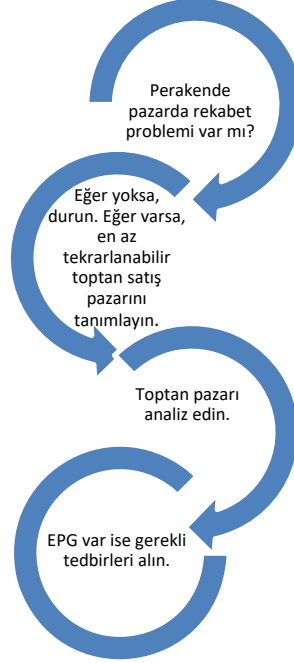 Perakende
pazarda rekabet
problemi var mı?
Eğer yoksa,
durun. Eğer varsa,
en az
tekrarlanabilir
toptan satış
pazarını
tanımlayın.
Toptan pazarı
analiz edin.
EPG var ise gerekli
tedbirleri alın.